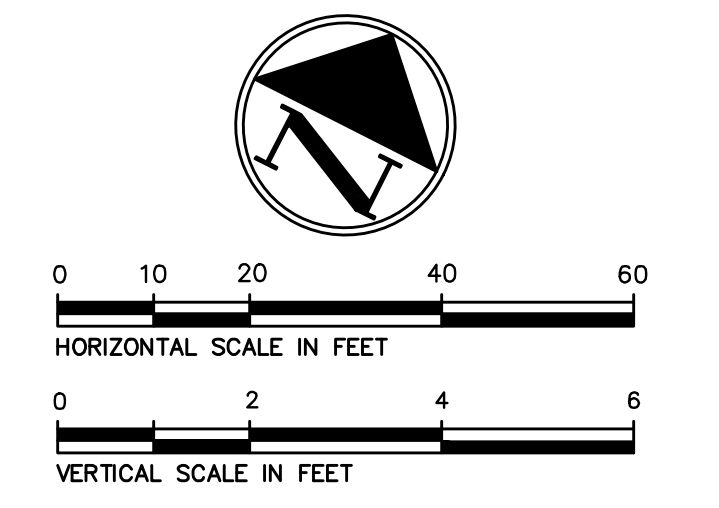 N
0 10 20 40 60
HORIZONTAL SCALE IN FEET
0 2 4 6
VERTICAL SCALE IN FEET